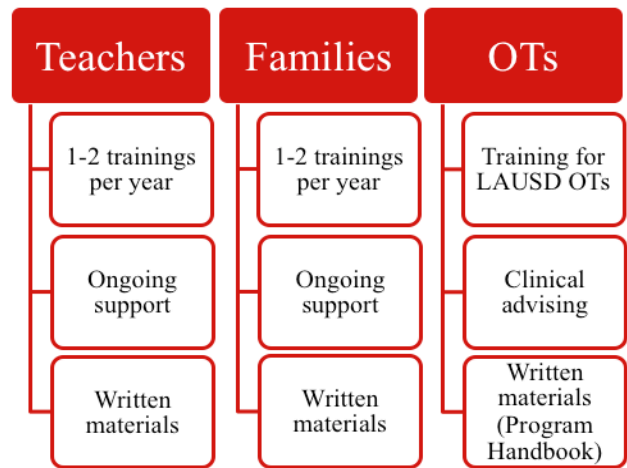 Teachers
1-2 trainings
per year
Ongoing
support
Written
materials
Families
1-2 trainings
per year
Ongoing
support
Written
materials
OTs
Training for
LAUSD OTs
Clinical
advising
Written
materials
(Program
Handbook)